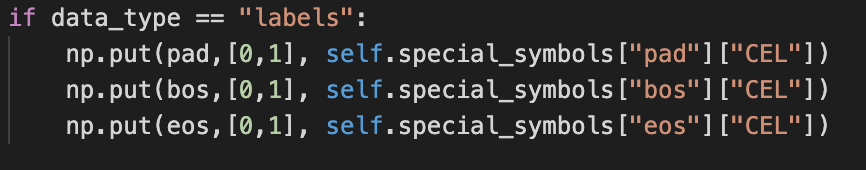 if data_type == "labels":
    np.put(pad,[0,1], self.special_symbols["pad"]["CEL"])
    np.put(bos,[0,1], self.special_symbols["bos"]["CEL"])
    np.put(eos,[0,1], self.special_symbols["eos"]["CEL"])